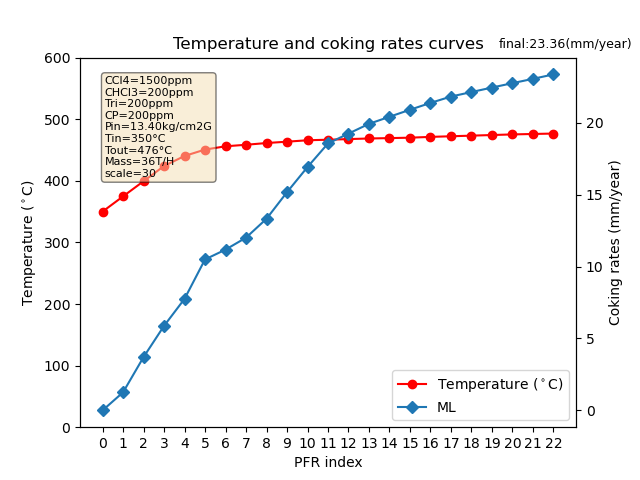 Temperature and coking rates curves
final:23.36(mm/year)
CCl4=1500ppm
CHCl3=200ppm
Tri=200ppm
CP=200ppm
Pin=13.40kg/cm2G
Tin=350°C
Tout=476°C
Mass=36T/H
scale=30
Temperature (°C)
600
500
400
300
200
100
0
Coking rates (mm/year)
20
15
10
5
0
Temperature (°C)
ML
0 1 2 3 4 5 6 7 8 9 10 11 12 13 14 15 16 17 18 19 20 21 22
PFR index